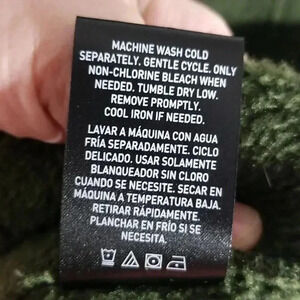 MACHINE WASH COLD
SEPARATELY. GENTLE CYCLE. ONLY
NON-CHLORINE BLEACH WHEN
NEEDED. TUMBLE DRY LOW.
REMOVE PROMPTLY.
COOL IRON IF NEEDED.
LAVAR A MÁQUINA CON AGUA
FRÍA SEPARADAMENTE. CICLO
DELICADO. USAR SOLAMENTE
BLANQUEADOR SIN CLORO
CUANDO SE NECESITE. SECAR EN
MÁQUINA A TEMPERATURA BAJA.
RETIRAR RÁPIDAMENTE.
PLANCHAR EN FRÍO SI SE
NECESITA.